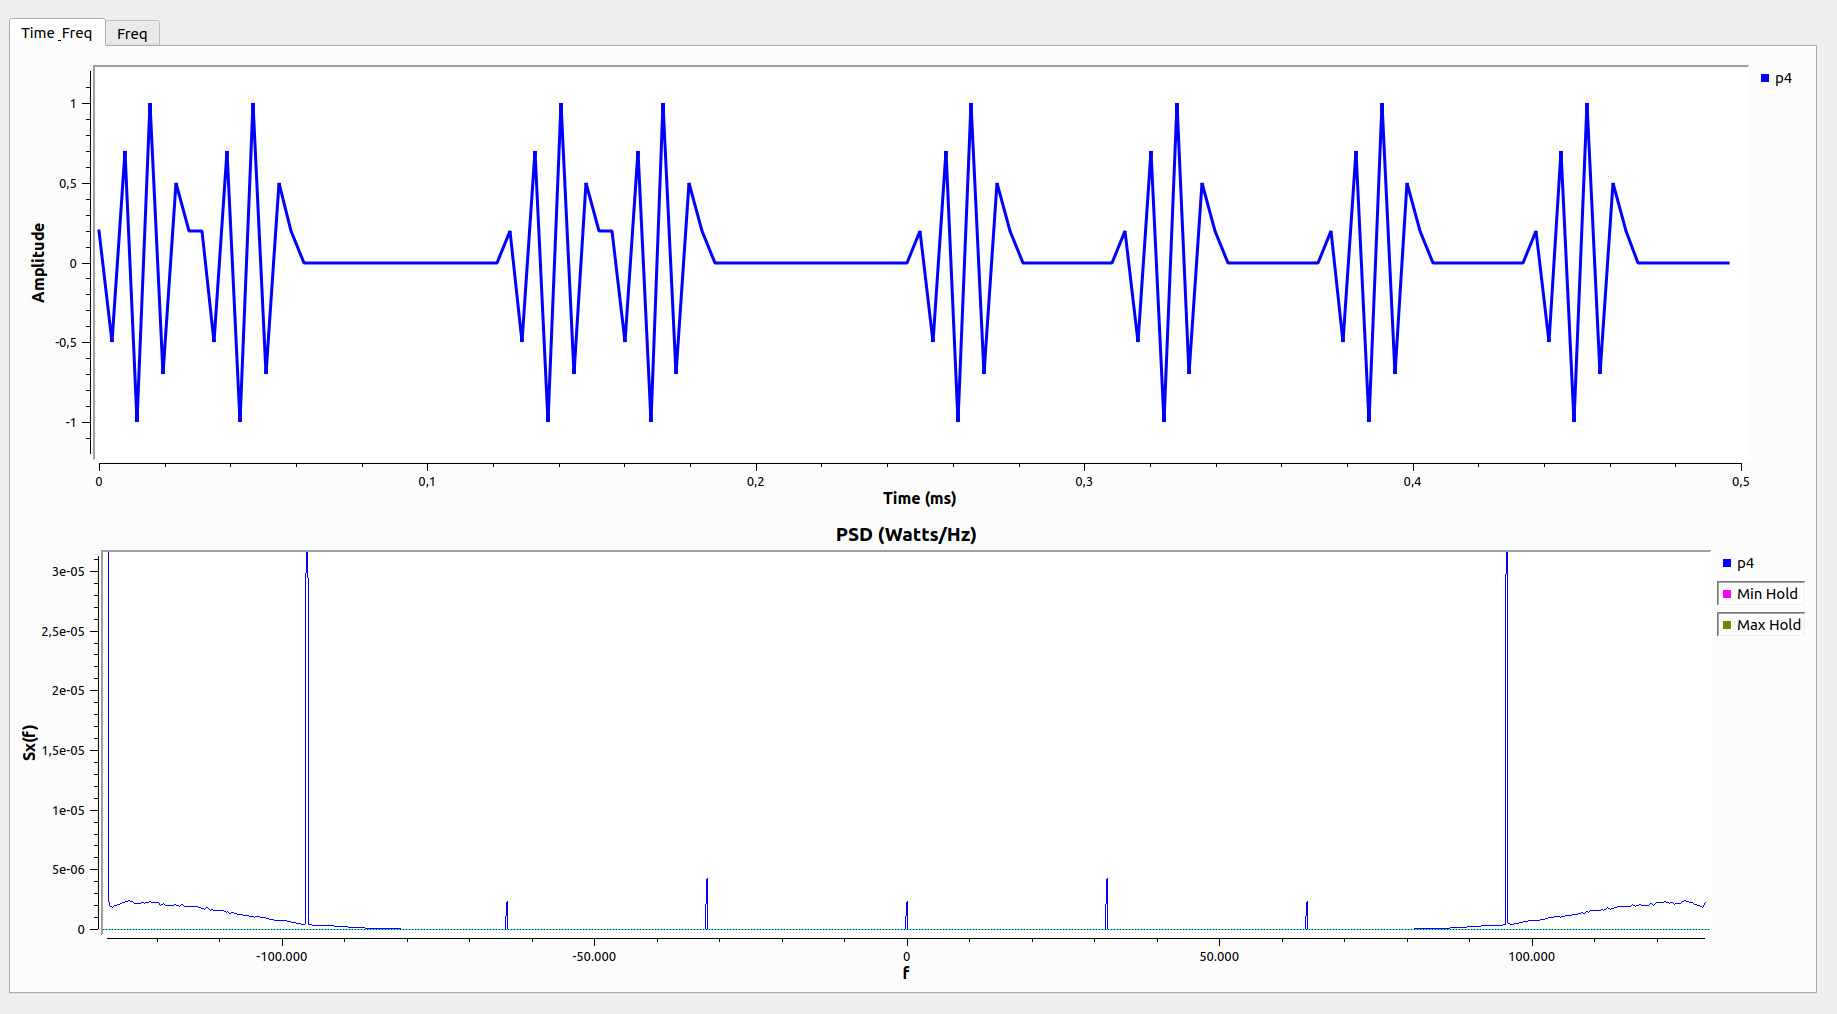 Time_Freq
Freq
p4
Amplitude
1
0,5
0
-0,5
-1
0
0,1
0,2
0,3
0,4
0,5
Time (ms)
PSD (Watts/Hz)
p4
Min Hold
Max Hold
Sx(f)
3e-05
2,5e-05
2e-05
1,5e-05
1e-05
5e-06
0
-100.000
-50.000
0
50.000
100.000
f